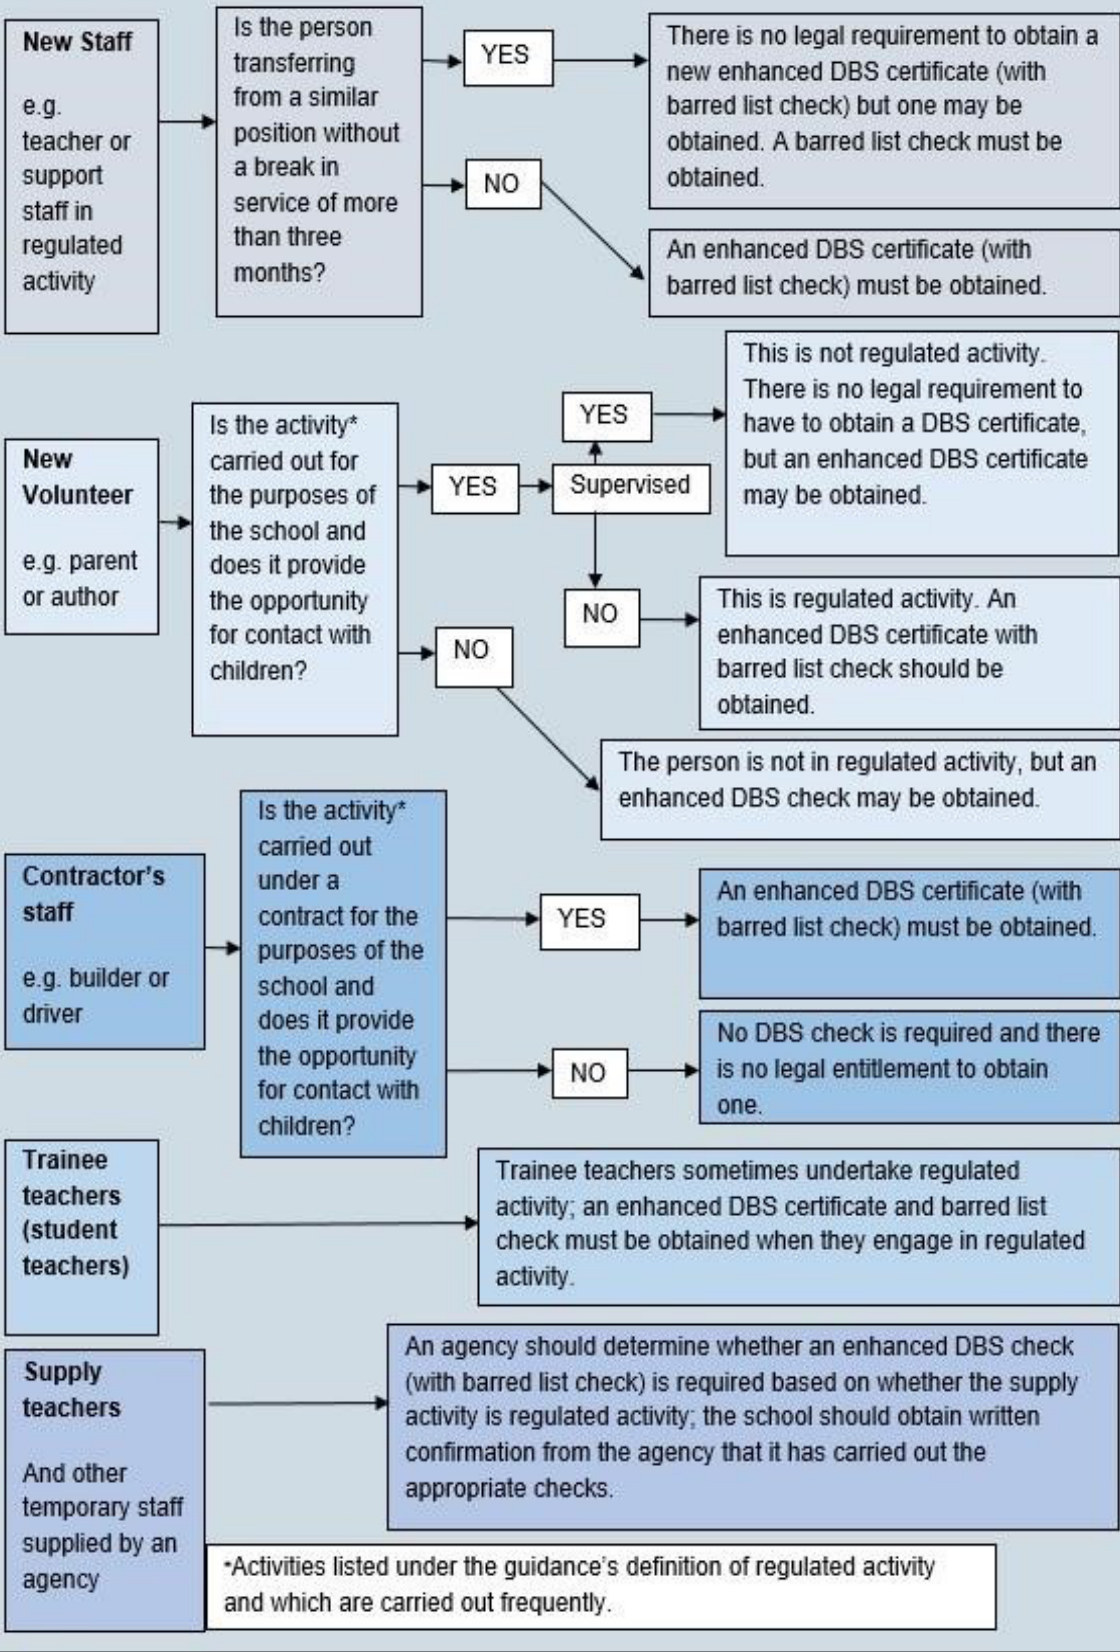 New Staff
e.g.
teacher or
support
staff in
regulated
activity
Is the person
transferring
from a similar
position without
a break in
service of more
than three
months?
YES
There is no legal requirement to obtain a
new enhanced DBS certificate (with
barred list check) but one may be
obtained. A barred list check must be
obtained.
NO
An enhanced DBS certificate (with
barred list check) must be obtained.
New
Volunteer
e.g. parent
or author
Is the activity*
carried out for
the purposes of
the school and
does it provide
the opportunity
for contact with
children?
YES
Supervised
YES
This is not regulated activity.
There is no legal requirement to
have to obtain a DBS certificate,
but an enhanced DBS certificate
may be obtained.
NO
This is regulated activity. An
enhanced DBS certificate with
barred list check should be
obtained.
NO
The person is not in regulated activity, but an
enhanced DBS check may be obtained.
Contractor’s
staff
e.g. builder or
driver
Is the activity*
carried out
under a
contract for the
purposes of the
school and
does it provide
the opportunity
for contact with
children?
YES
An enhanced DBS certificate (with
barred list check) must be obtained.
NO
No DBS check is required and there
is no legal entitlement to obtain
one.
Trainee
teachers
(student
teachers)
Trainee teachers sometimes undertake regulated
activity; an enhanced DBS certificate and barred list
check must be obtained when they engage in regulated
activity.
Supply
teachers
And other
temporary staff
supplied by an
agency
An agency should determine whether an enhanced DBS check
(with barred list check) is required based on whether the supply
activity is regulated activity; the school should obtain written
confirmation from the agency that it has carried out the
appropriate checks.
*Activities listed under the guidance’s definition of regulated activity
and which are carried out frequently.